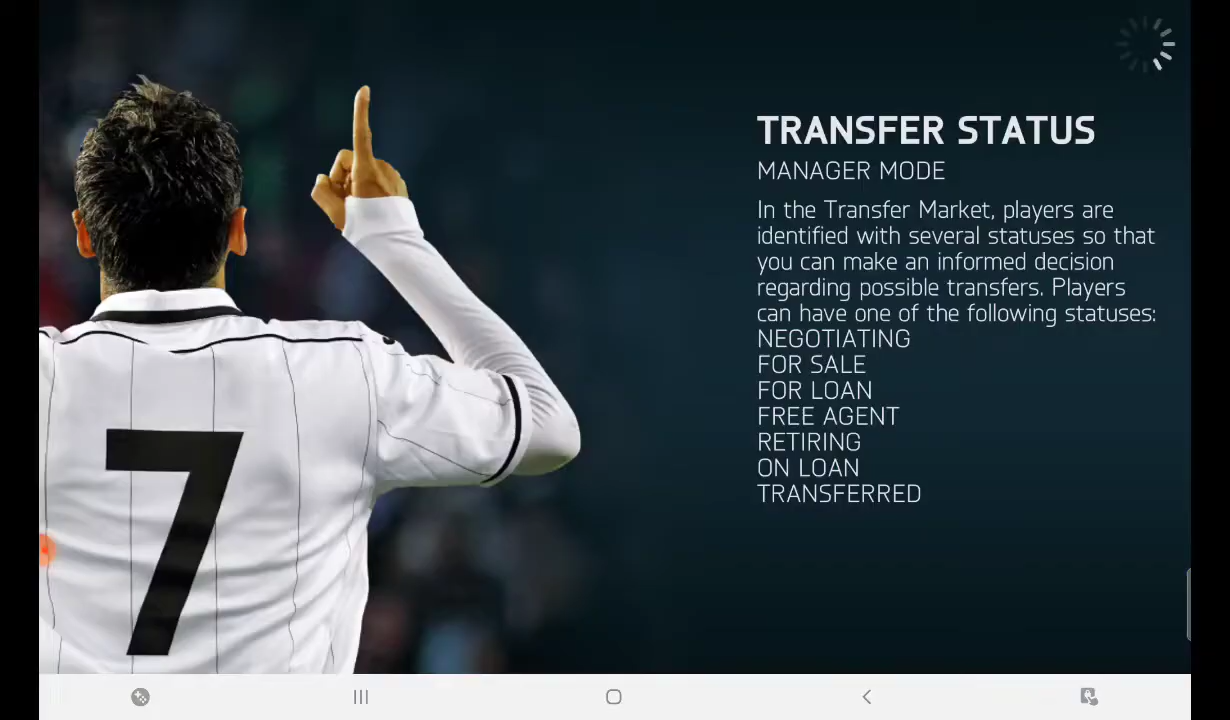 TRANSFER STATUS
MANAGER MODE
In the Transfer Market, players are
identified with several statuses so that
you can make an informed decision
regarding possible transfers. Players
can have one of the following statuses:
NEGOTIATING
FOR SALE
FOR LOAN
FREE AGENT
RETIRING
ON LOAN
TRANSFERRED
7